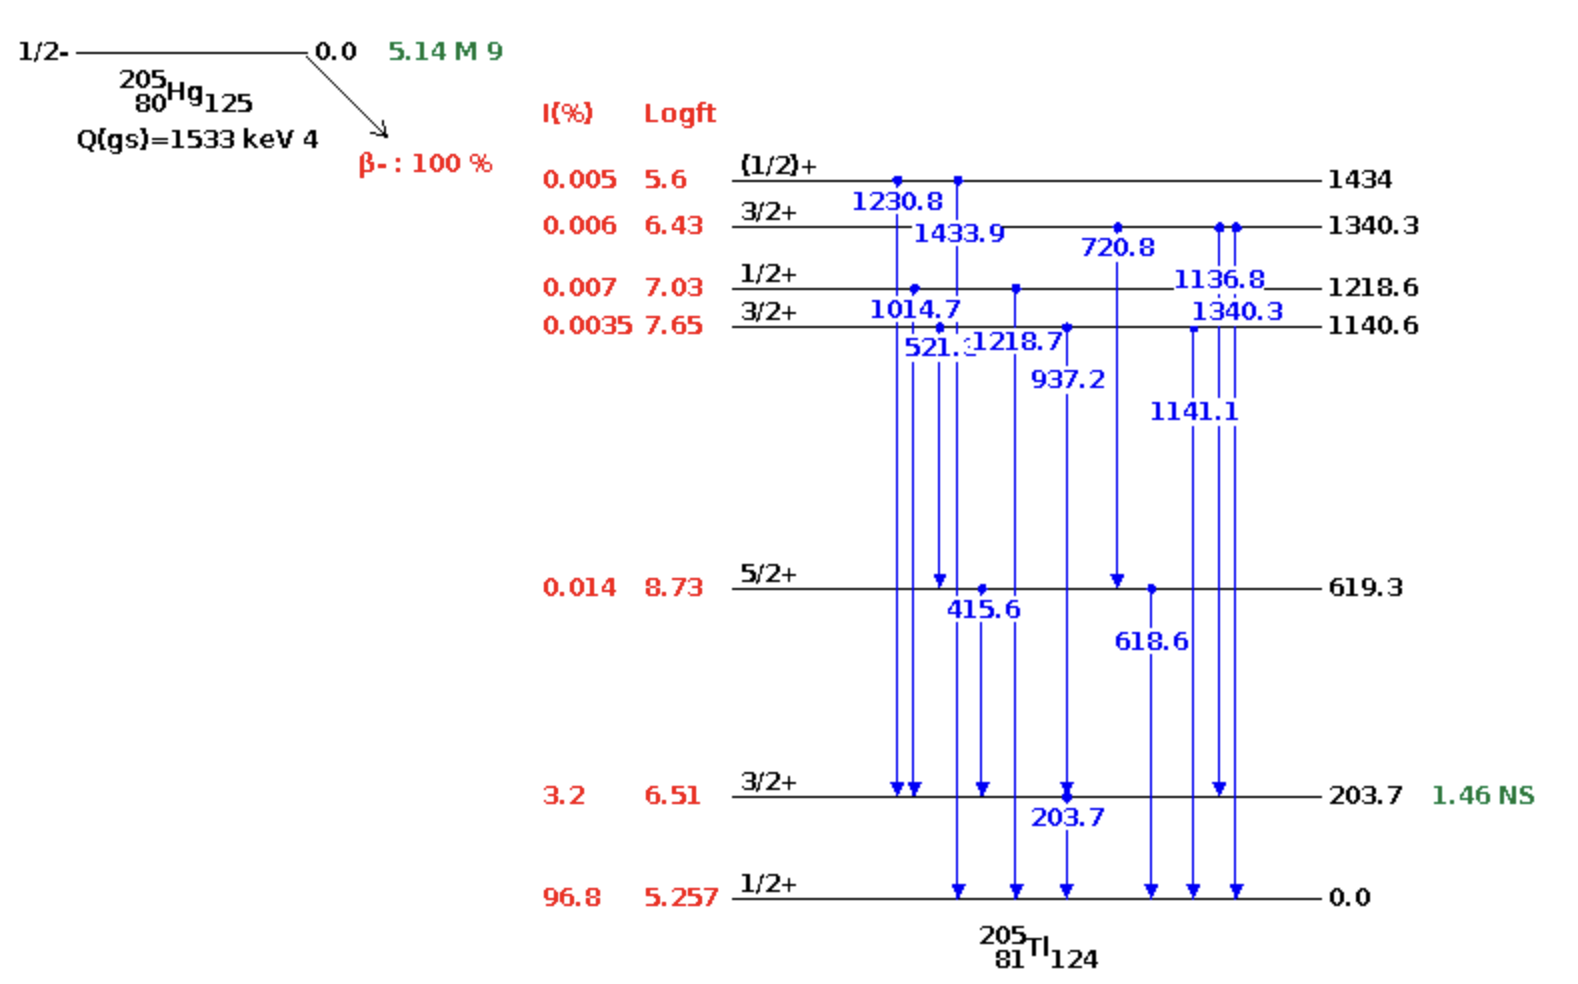 1/2- 0.0 5.14 M 9
205
80Hg125
Q(gs)=1533 keV 4
β- : 100 %
I(%) Logft
0.005 5.6 (1/2)+ 1434
1230.8
0.006 6.43 3/2+ 1340.3
1433.9
720.8
1136.8
0.007 7.03 1/2+ 1218.6
1014.7
1340.3
0.0035 7.65 3/2+ 1140.6
1218.7
937.2
1141.1
0.014 8.73 5/2+ 619.3
415.6
618.6
3.2 6.51 3/2+ 203.7 1.46 NS
203.7
96.8 5.257 1/2+ 0.0
205
81Tl124